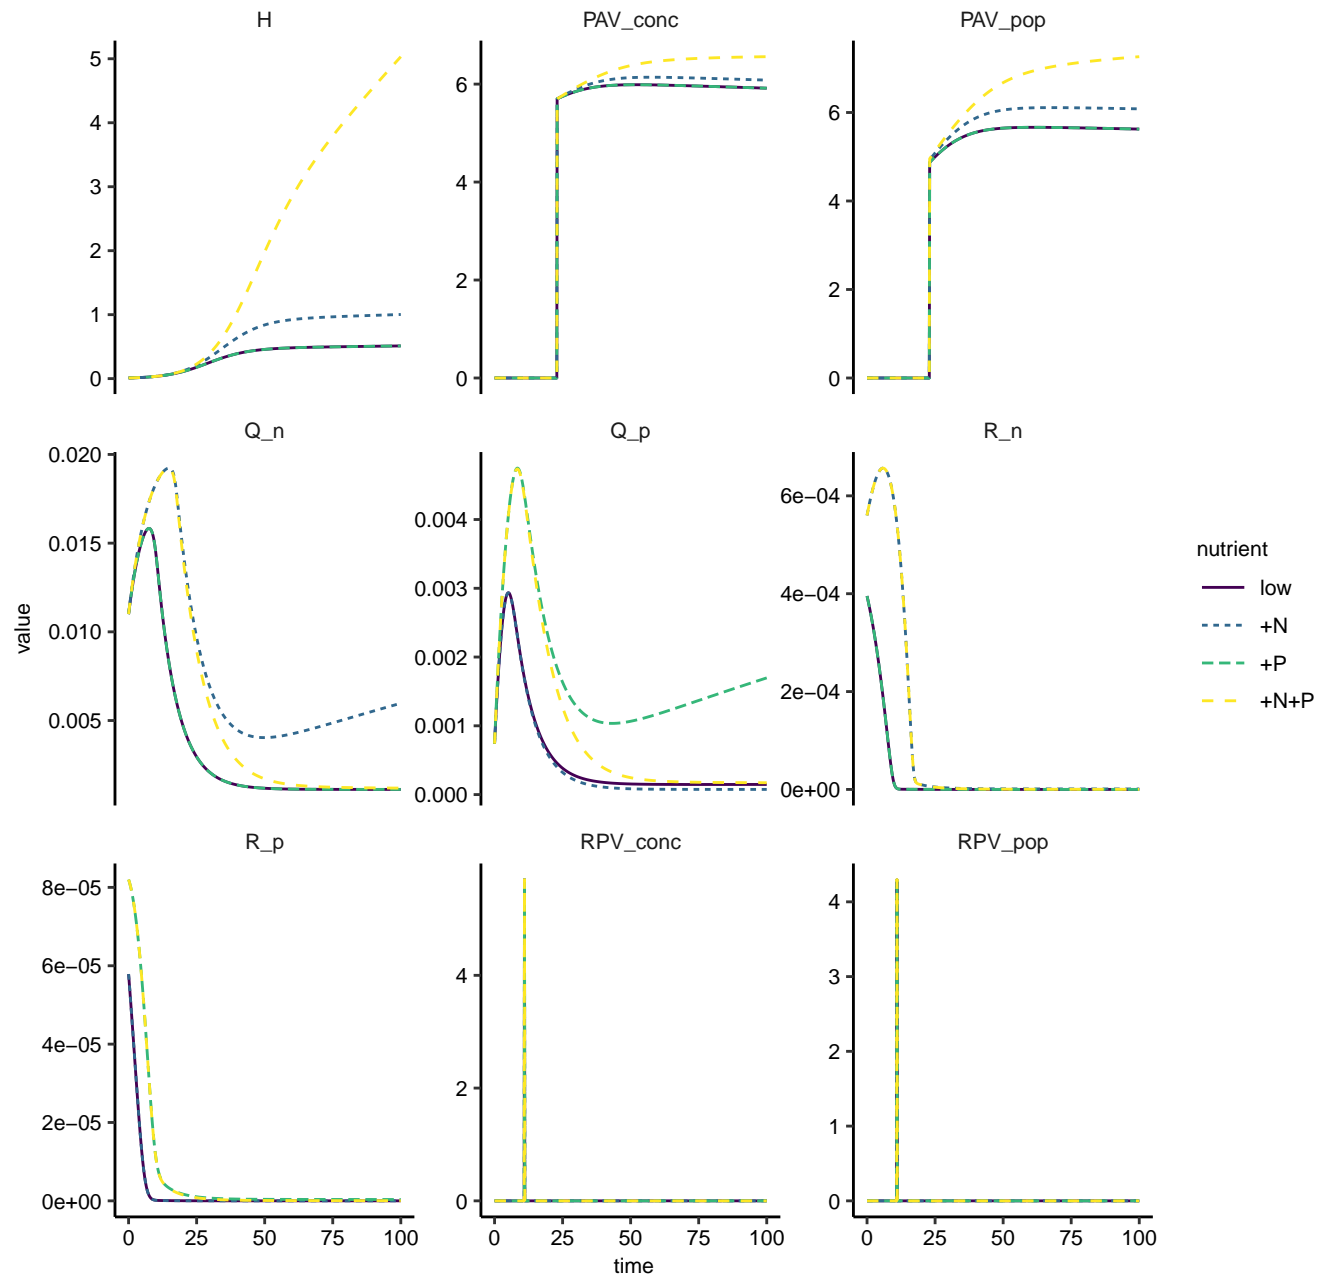 H PAV_conc PAV_pop
5
4
3
2
1
0
6
4
2
0
6
4
2
0
Q_n Q_p R_n
0.020
0.015
0.010
0.005
0.004
0.003
0.002
0.001
0.000
6e−04
4e−04
2e−04
0e+00
R_p RPV_conc RPV_pop
8e−05
6e−05
4e−05
2e−05
0e+00
4
2
0
4
3
2
1
0
0 25 50 75 100
0 25 50 75 100
0 25 50 75 100
time
value
nutrient
low
+N
+P
+N+P